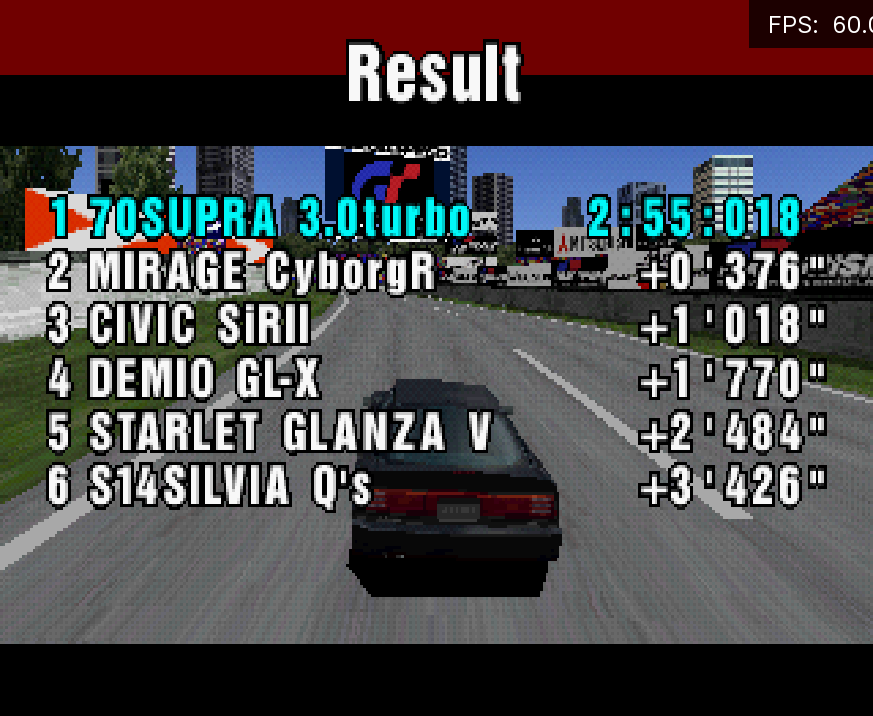 FPS: 60.0
Result
1 70SUPRA 3.0turbo 2:55:018
2 MIRAGE CyborgR +0'376"
3 CIVIC SiRII +1'018"
4 DEMIO GL-X +1'770"
5 STARLET GLANZA V +2'484"
6 S14SILVIA Q's +3'426"